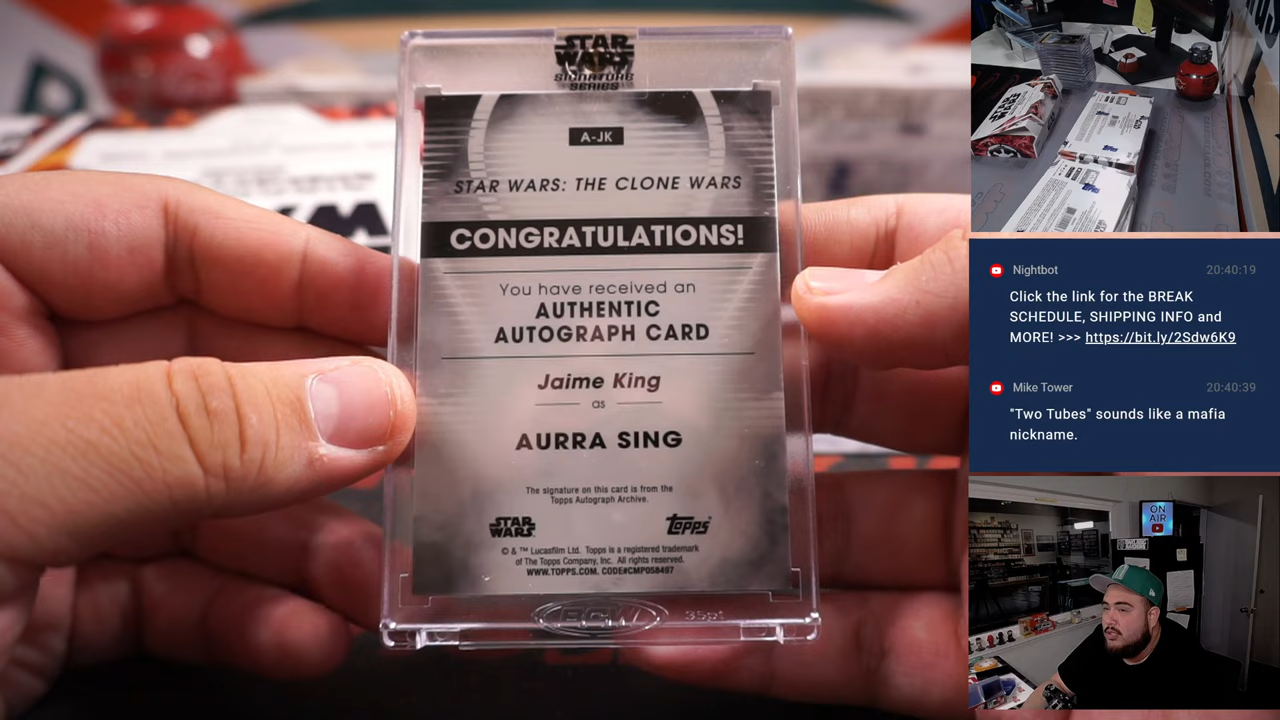 STAR
WARS
SIGNATURE
SERIES
A-JK
STAR WARS: THE CLONE WARS
CONGRATULATIONS!
You have received an
AUTHENTIC
AUTOGRAPH CARD
Jaime King
as
AURRA SING
The signature on this card is from the
Topps Autograph Archive.
STAR
WARS
Topps
© & ™ Lucasfilm Ltd. Topps is a registered trademark
of The Topps Company, Inc. All rights reserved.
WWW.TOPPS.COM. CODE#CMP058497
BCW
35pt
Nightbot
20:40:19
Click the link for the BREAK
SCHEDULE, SHIPPING INFO and
MORE! >>> https://bit.ly/2Sdw6K9
Mike Tower
20:40:39
"Two Tubes" sounds like a mafia
nickname.
ON
AIR